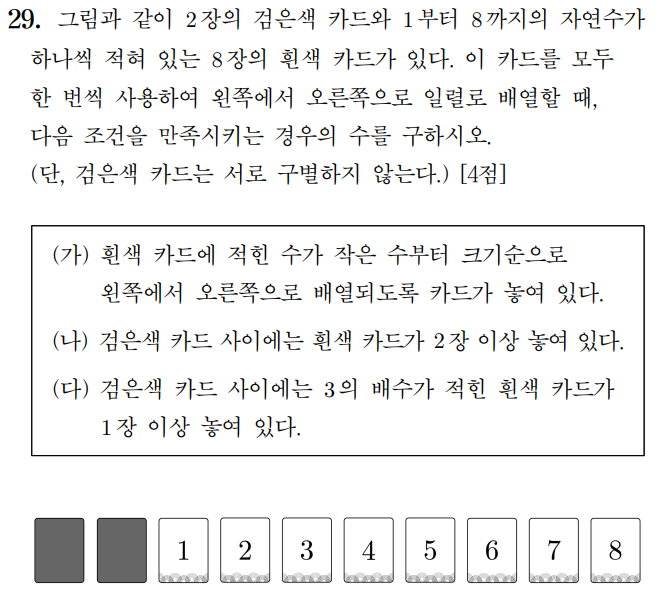 29. 그림과 같이 2장의 검은색 카드와 1부터 8까지의 자연수가
하나씩 적혀 있는 8장의 흰색 카드가 있다. 이 카드를 모두
한 번씩 사용하여 왼쪽에서 오른쪽으로 일렬로 배열할 때,
다음 조건을 만족시키는 경우의 수를 구하시오.
(단, 검은색 카드는 서로 구별하지 않는다.) [4점]
(가) 흰색 카드에 적힌 수가 작은 수부터 크기순으로
왼쪽에서 오른쪽으로 배열되도록 카드가 놓여 있다.
(나) 검은색 카드 사이에는 흰색 카드가 2장 이상 놓여 있다.
(다) 검은색 카드 사이에는 3의 배수가 적힌 흰색 카드가
1장 이상 놓여 있다.
1 2 3 4 5 6 7 8